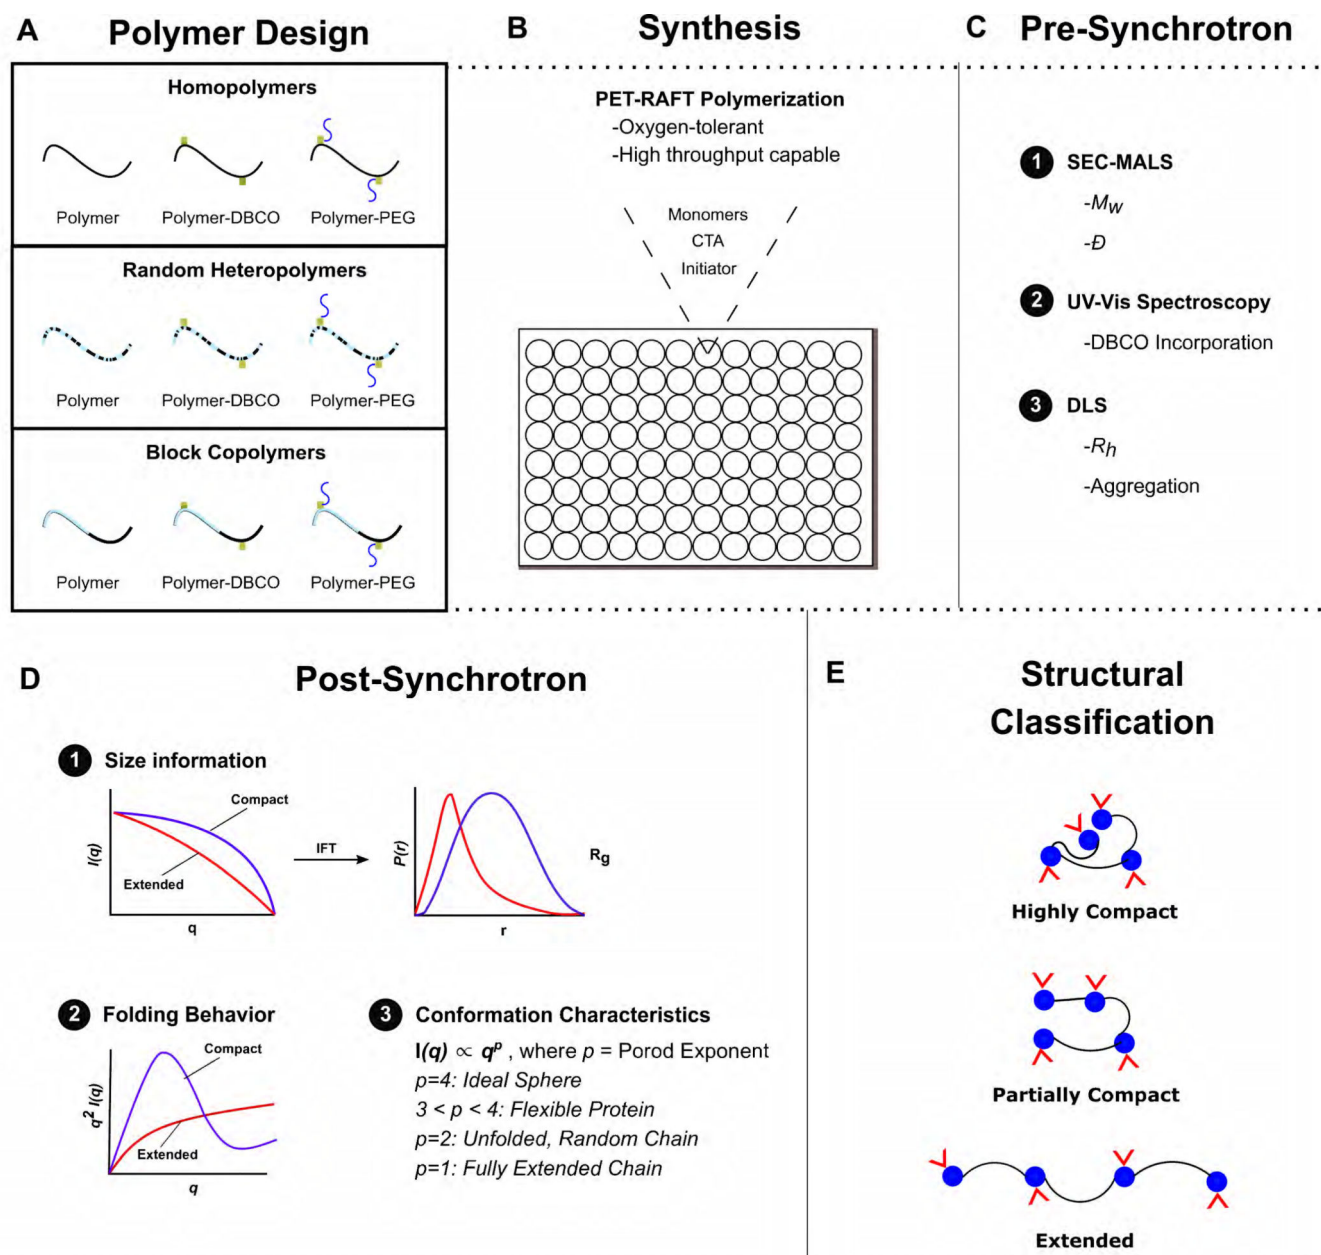 A
Polymer Design
Homopolymers
Polymer
Polymer-DBCO
Polymer-PEG
Random Heteropolymers
Polymer
Polymer-DBCO
Polymer-PEG
Block Copolymers
Polymer
Polymer-DBCO
Polymer-PEG
B
Synthesis
PET-RAFT Polymerization
-Oxygen-tolerant
-High throughput capable
Monomers
CTA
Initiator
C
Pre-Synchrotron
1 SEC-MALS
-Mw
-Đ
2 UV-Vis Spectroscopy
-DBCO Incorporation
3 DLS
-Rh
-Aggregation
D
Post-Synchrotron
1 Size information
I(q)
Compact
Extended
q
IFT
P(r)
r
Rg
2 Folding Behavior
q² I(q)
Compact
Extended
q
3 Conformation Characteristics
I(q) ∝ q^p , where p = Porod Exponent
p=4: Ideal Sphere
3 < p < 4: Flexible Protein
p=2: Unfolded, Random Chain
p=1: Fully Extended Chain
E
Structural
Classification
Highly Compact
Partially Compact
Extended